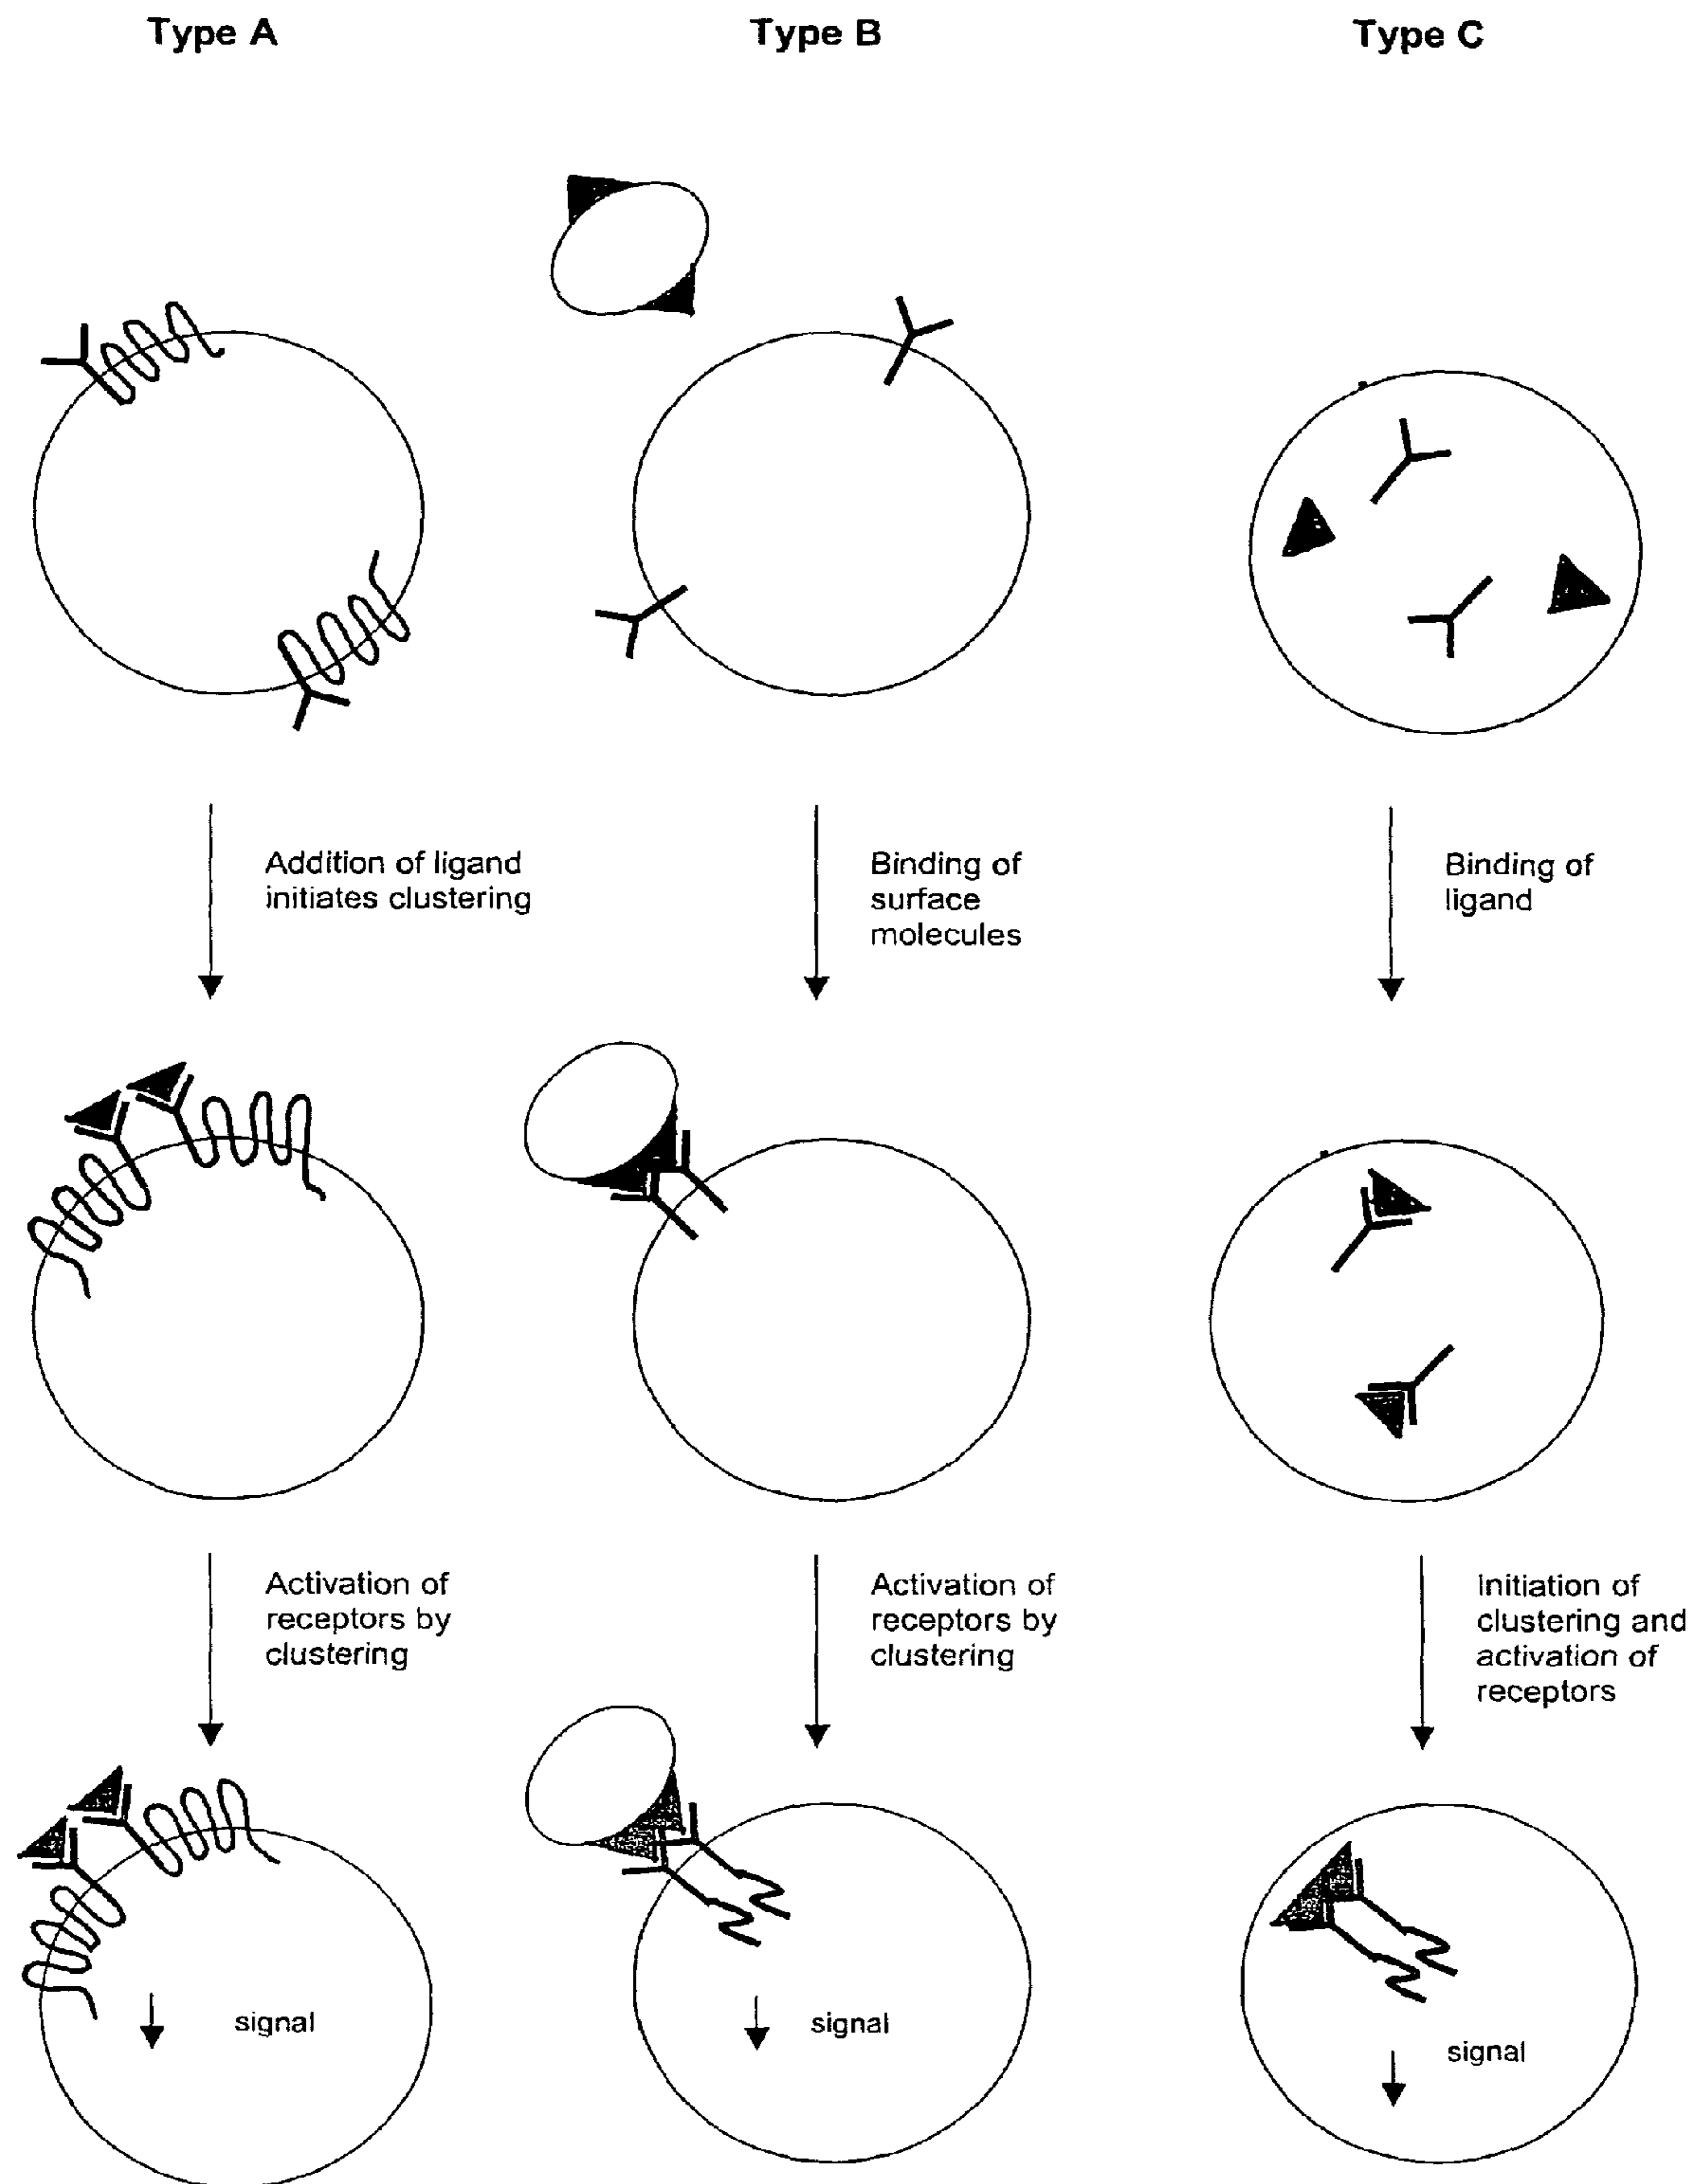 Type A
Type B
Type C
Addition of ligand
initiates clustering
Binding of
surface
molecules
Binding of
ligand
Activation of
receptors by
clustering
Activation of
receptors by
clustering
Initiation of
clustering and
activation of
receptors
signal
signal
signal